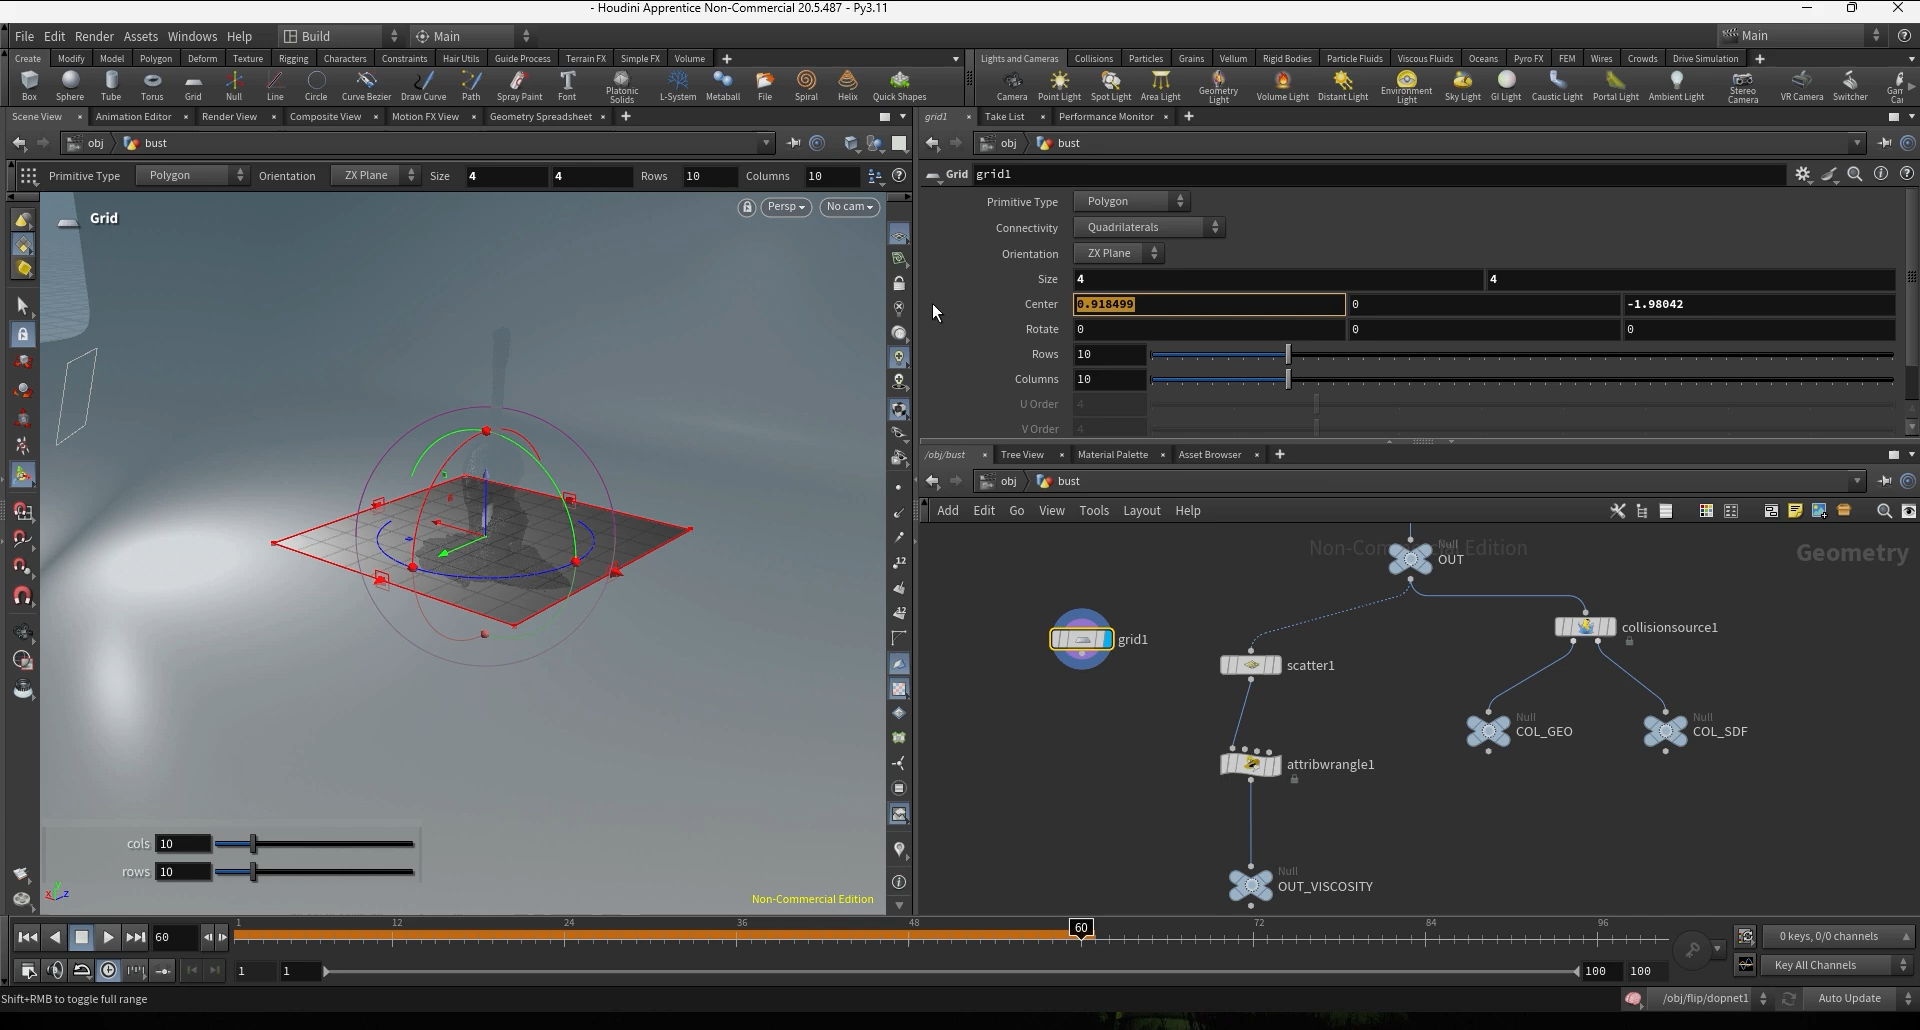 - Houdini Apprentice Non-Commercial 20.5.487 - Py3.11
File Edit Render Assets Windows Help Build Main Main
Create Modify Model Polygon Deform Texture Rigging Characters Constraints Hair Utils Guide Process Terrain FX Simple FX Volume
Lights and Cameras Collisions Particles Grains Vellum Rigid Bodies Particle Fluids Viscous Fluids Oceans Pyro FX FEM Wires Crowds Drive Simulation
Box Sphere Tube Torus Grid Null Line Circle Curve Bezier Draw Curve Path Spray Paint Font Platonic Solids L-System Metaball File Spiral Helix Quick Shapes
Camera Point Light Spot Light Area Light Geometry Light Volume Light Distant Light Environment Light Sky Light GI Light Caustic Light Portal Light Ambient Light Stereo Camera VR Camera Switcher
Scene View Animation Editor Render View Composite View Motion FX View Geometry Spreadsheet
grid1 Take List Performance Monitor
obj bust
obj bust
Primitive Type Polygon Orientation ZX Plane Size 4 4 Rows 10 Columns 10
Grid grid1
Grid
Persp No cam
Primitive Type Polygon
Connectivity Quadrilaterals
Orientation ZX Plane
Size 4 4
Center 0.918499 0 -1.98042
Rotate 0 0 0
Rows 10
Columns 10
U Order 4
V Order 4
/obj/bust Tree View Material Palette Asset Browser
obj bust
Add Edit Go View Tools Layout Help
Geometry
Null
OUT
grid1
scatter1
collisionsource1
Null
COL_GEO
Null
COL_SDF
attribwrangle1
Null
OUT_VISCOSITY
cols 10
rows 10
Non-Commercial Edition
60 1 12 24 36 48 60 72 84 96
0 keys, 0/0 channels
1 1 100 100
Key All Channels
Shift+RMB to toggle full range
/obj/flip/dopnet1 Auto Update